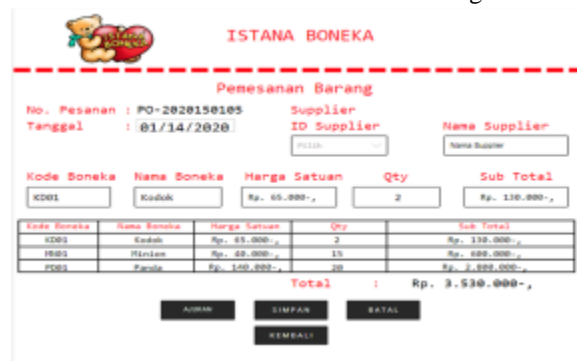 ISTANA BONEKA
ISTANA BONEKA
Pemesanan Barang
No. Pesanan : PO-2020150105 Supplier
Tanggal : 01/14/2020 ID Supplier Nama Supplier
Pilih Nama Supplier
Kode Boneka Nama Boneka Harga Satuan Qty Sub Total
KD01 Kodok Rp. 65.000-, 2 Rp. 130.000-,
Kode Boneka Nama Boneka Harga Satuan Qty Sub Total
KD01 Kodok Rp. 65.000-, 2 Rp. 130.000-,
Minion Rp. 40.000-, 15 Rp. 600.000-,
PD01 Panda Rp. 140.000-, 20 Rp. 2.800.000-,
Total : Rp. 3.530.000-,
AJUKAN SIMPAN BATAL
KEMBALI